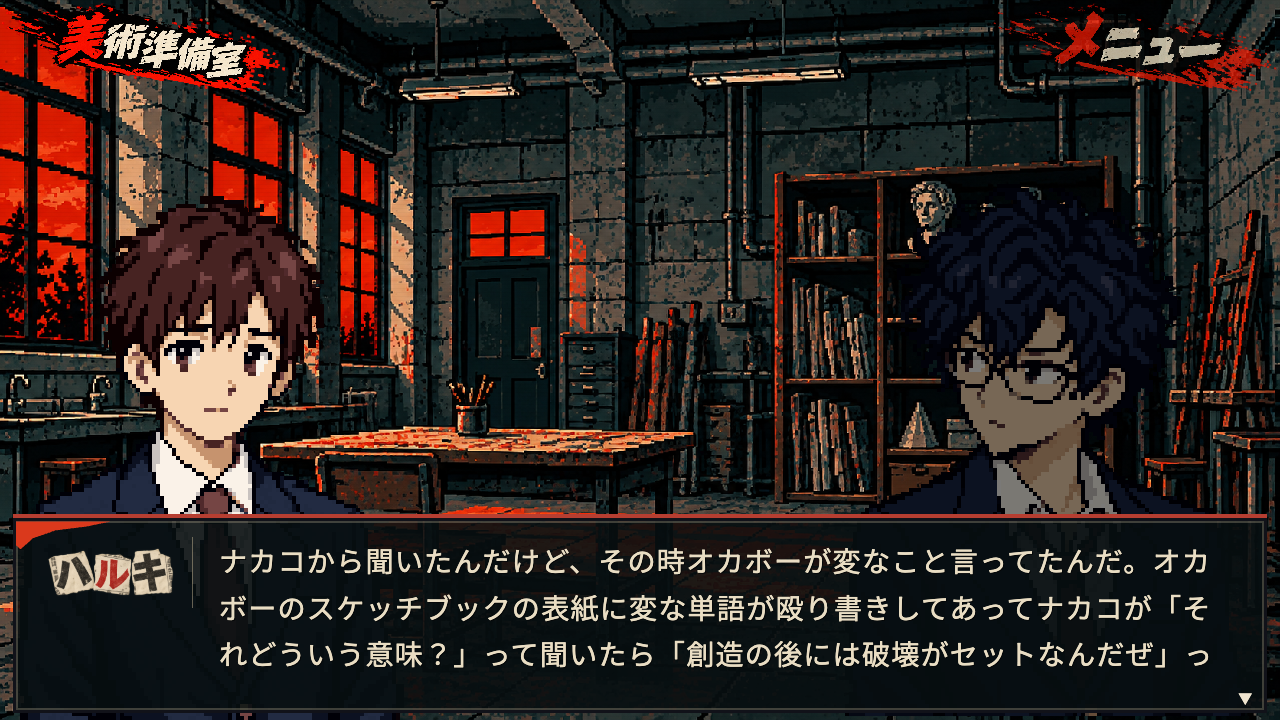 美術準備室
メニュー
ハルキ
ナカコから聞いたんだけど、その時オカボーが変なこと言ってたんだ。オカ
ボーのスケッチブックの表紙に変な単語が殴り書きしてあってナカコが「そ
れどういう意味？」って聞いたら「創造の後には破壊がセットなんだぜ」っ